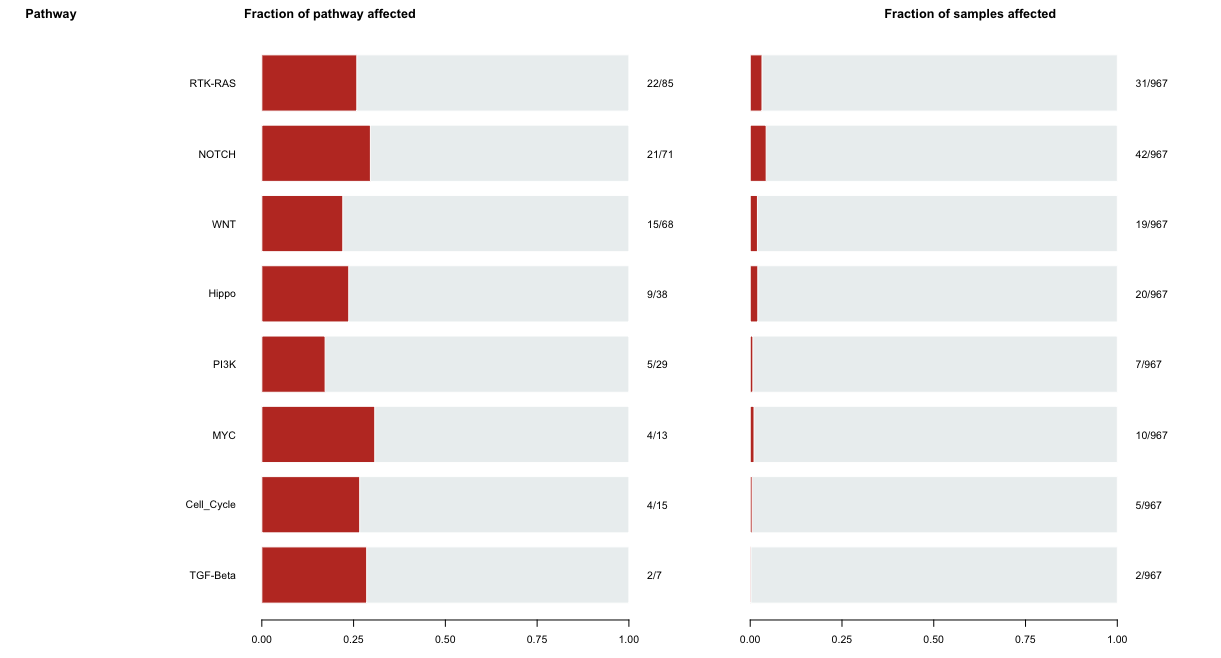 Pathway Fraction of pathway affected Fraction of samples affected
RTK-RAS 22/85 31/967
NOTCH 21/71 42/967
WNT 15/68 19/967
Hippo 9/38 20/967
PI3K 5/29 7/967
MYC 4/13 10/967
Cell_Cycle 4/15 5/967
TGF-Beta 2/7 2/967
0.00 0.25 0.50 0.75 1.00 0.00 0.25 0.50 0.75 1.00